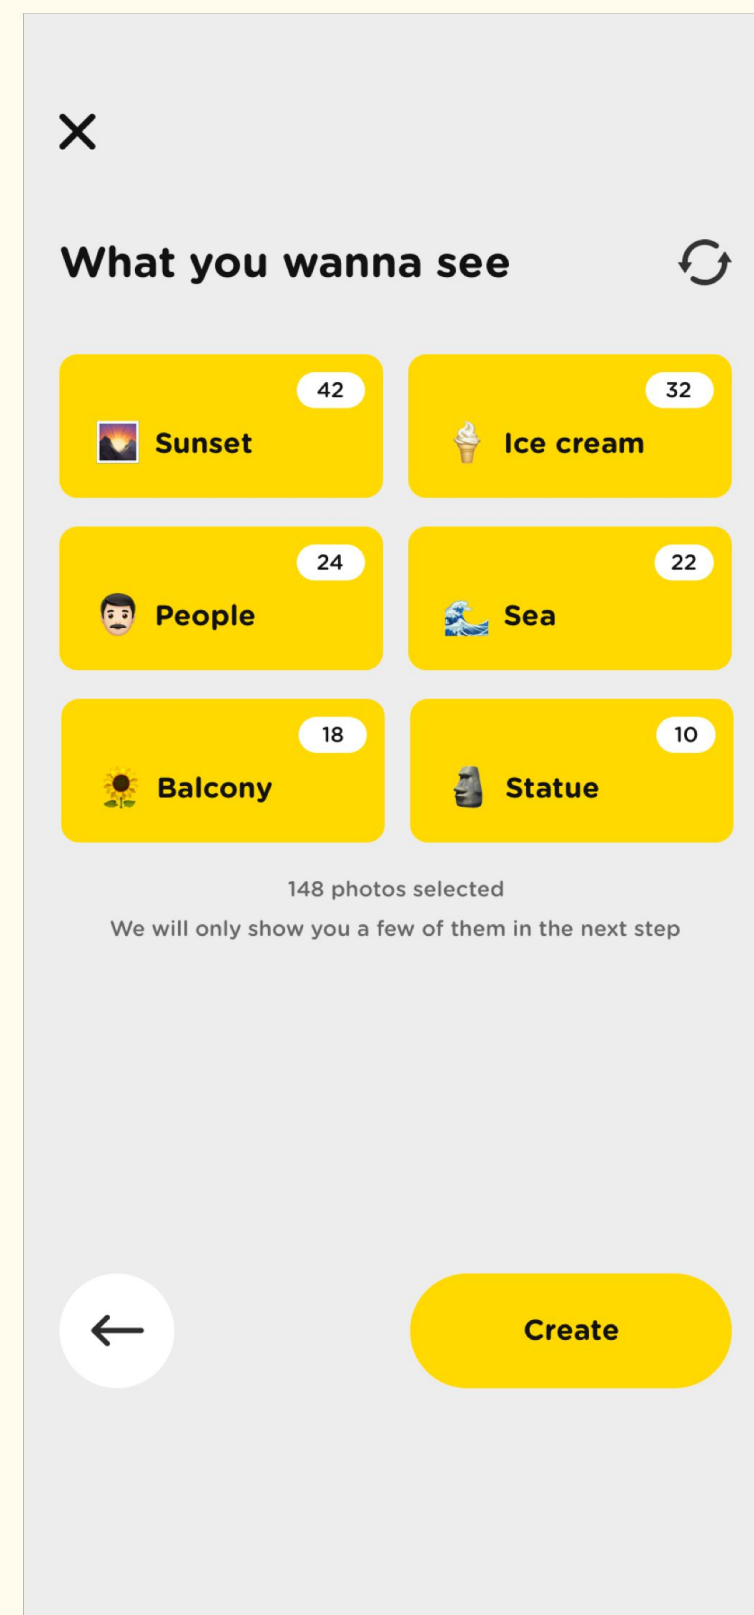 What you wanna see
42
Sunset
32
Ice cream
24
People
22
Sea
18
Balcony
10
Statue
148 photos selected
We will only show you a few of them in the next step
Create